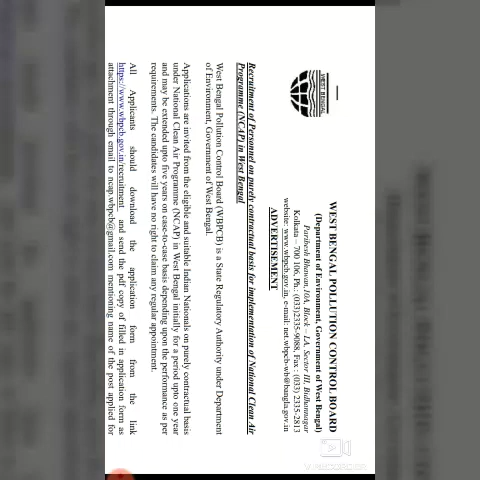 WEST BENGAL
WEST BENGAL POLLUTION CONTROL BOARD
(Department of Environment, Government of West Bengal)
Paribesh Bhavan, 10A, Block – LA, Sector III, Bidhannagar
Kolkata – 700 106, Ph.: (033)2335-9088, Fax : (033) 2335-2813
website: www.wbpcb.gov.in, e-mail: net.wbpcb-wb@bangla.gov.in
ADVERTISEMENT
Recruitment of Personnel on purely contractual basis for implementation of National Clean Air
Programme (NCAP) in West Bengal
West Bengal Pollution Control Board (WBPCB) is a State Regulatory Authority under Department
of Environment, Government of West Bengal.
Applications are invited from the eligible and suitable Indian Nationals on purely contractual basis
under National Clean Air Programme (NCAP) in West Bengal initially for a period upto one year
and may be extended upto five years on case-to-case basis depending upon the performance as per
requirements. The candidates will have no right to claim any regular appointment.
All Applicants should download the application form from the link
https://www.wbpcb.gov.in/recruitment and send the pdf copy of filled in application form as
attachment through email to ncap.wbpcb@gmail.com mentioning name of the post applied for